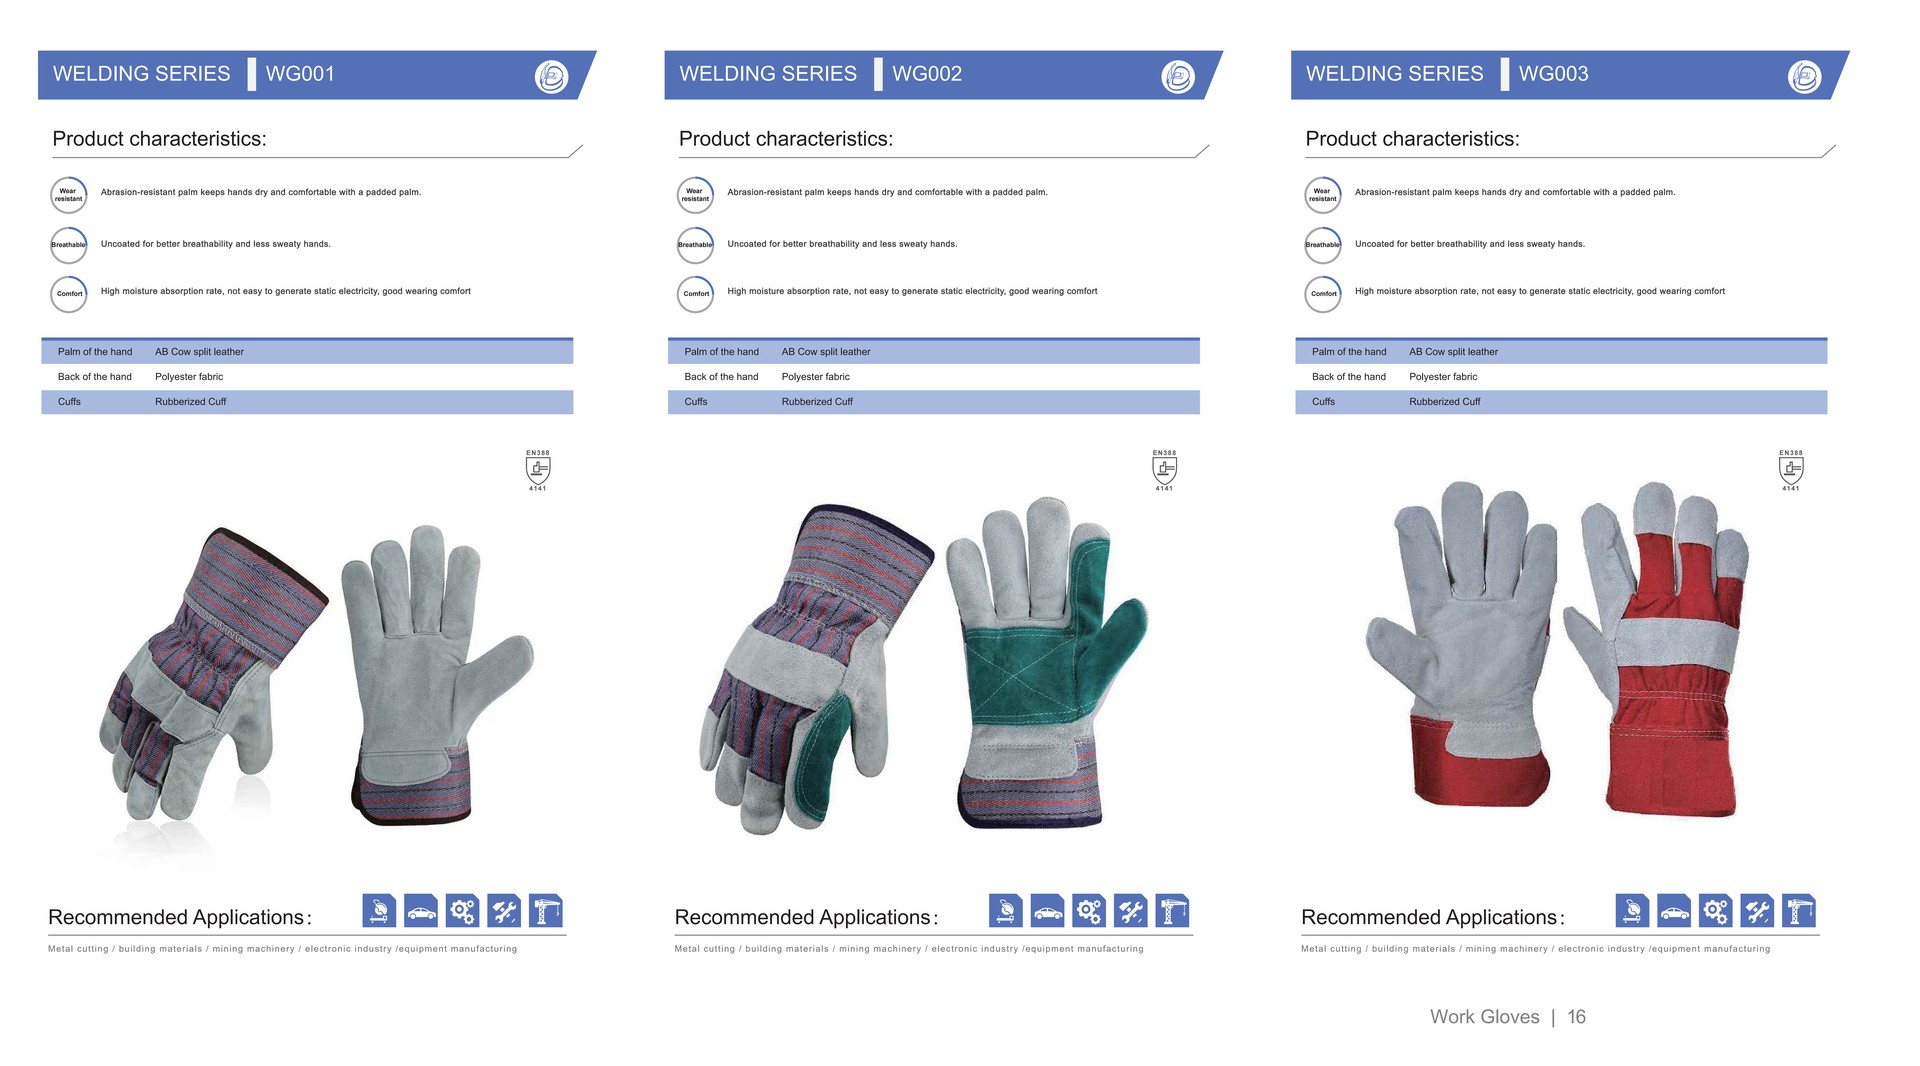 WELDING SERIES WG001
Product characteristics:
Wear resistant
Abrasion-resistant palm keeps hands dry and comfortable with a padded palm.
Breathable
Uncoated for better breathability and less sweaty hands.
Comfort
High moisture absorption rate, not easy to generate static electricity, good wearing comfort
Palm of the hand AB Cow split leather
Back of the hand Polyester fabric
Cuffs Rubberized Cuff
EN388
4141
Recommended Applications:
Metal cutting / building materials / mining machinery / electronic industry /equipment manufacturing
WELDING SERIES WG002
Product characteristics:
Wear resistant
Abrasion-resistant palm keeps hands dry and comfortable with a padded palm.
Breathable
Uncoated for better breathability and less sweaty hands.
Comfort
High moisture absorption rate, not easy to generate static electricity, good wearing comfort
Palm of the hand AB Cow split leather
Back of the hand Polyester fabric
Cuffs Rubberized Cuff
EN388
4141
Recommended Applications:
Metal cutting / building materials / mining machinery / electronic industry /equipment manufacturing
WELDING SERIES WG003
Product characteristics:
Wear resistant
Abrasion-resistant palm keeps hands dry and comfortable with a padded palm.
Breathable
Uncoated for better breathability and less sweaty hands.
Comfort
High moisture absorption rate, not easy to generate static electricity, good wearing comfort
Palm of the hand AB Cow split leather
Back of the hand Polyester fabric
Cuffs Rubberized Cuff
EN388
4141
Recommended Applications:
Metal cutting / building materials / mining machinery / electronic industry /equipment manufacturing
Work Gloves | 16